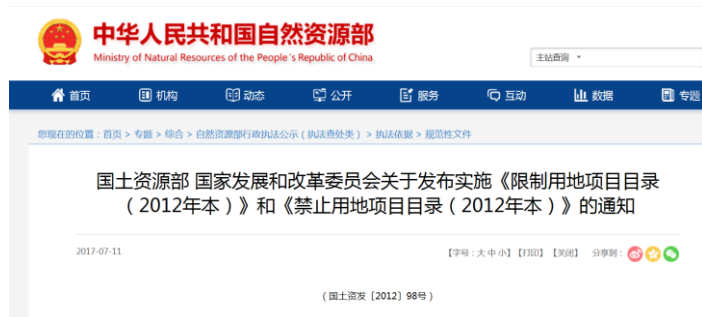 中华人民共和国自然资源部
Ministry of Natural Resources of the People's Republic of China
主站查询
首页 机构 动态 公开 服务 互动 数据 专题
您现在的位置：首页 > 专题 > 综合 > 自然资源部行政执法公示（执法查处类） > 执法依据 > 规范性文件
国土资源部 国家发展和改革委员会关于发布实施《限制用地项目目录
（2012年本）》和《禁止用地项目目录（2012年本）》的通知
2017-07-11 【字号：大 中 小】【打印】【关闭】 分享到：
（国土资发〔2012〕98号）